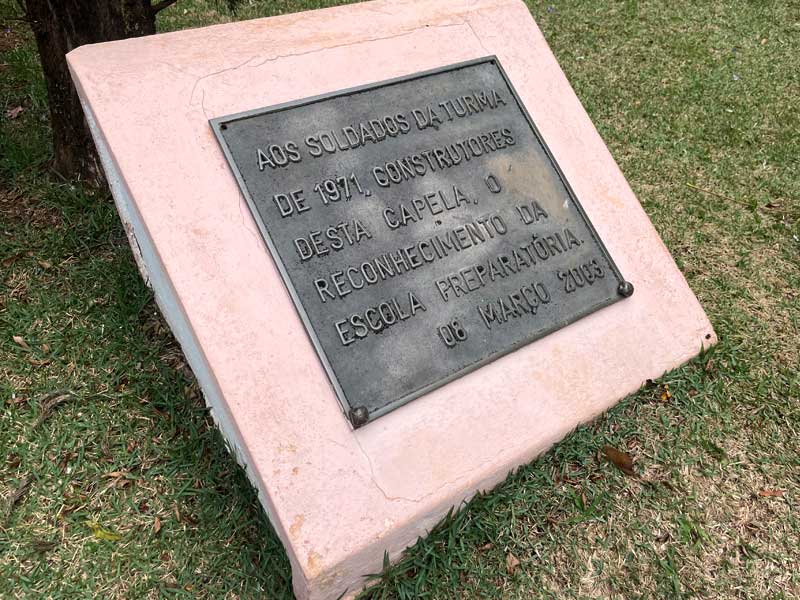 AOS SOLDADOS DA TURMA
DE 1971, CONSTRUTORES
DESTA CAPELA, O
RECONHECIMENTO DA
ESCOLA PREPARATÓRIA.
08 MARÇO 2003